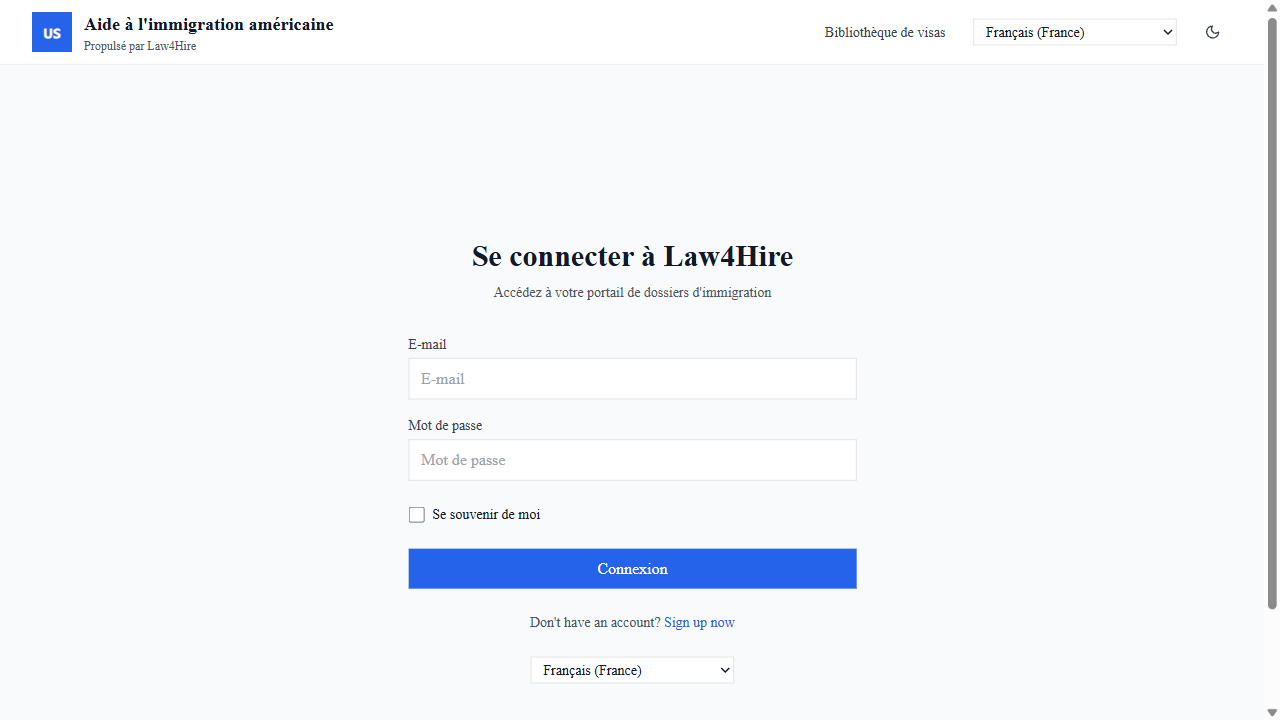 US
Aide à l'immigration américaine
Propulsé par Law4Hire
Bibliothèque de visas
Français (France)
Se connecter à Law4Hire
Accédez à votre portail de dossiers d'immigration
E-mail
E-mail
Mot de passe
Mot de passe
Se souvenir de moi
Connexion
Don't have an account? Sign up now
Français (France)